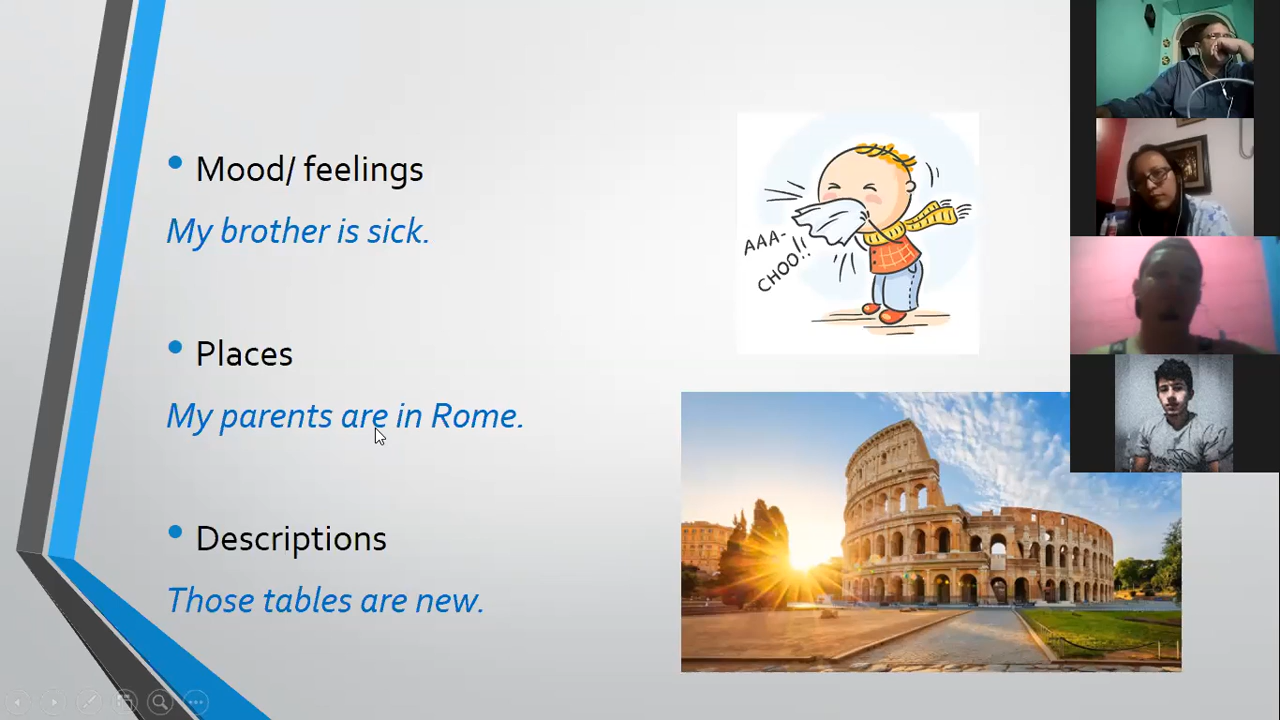 Mood/ feelings
My brother is sick.
Places
My parents are in Rome.
Descriptions
Those tables are new.
AAA-
CHOO!!